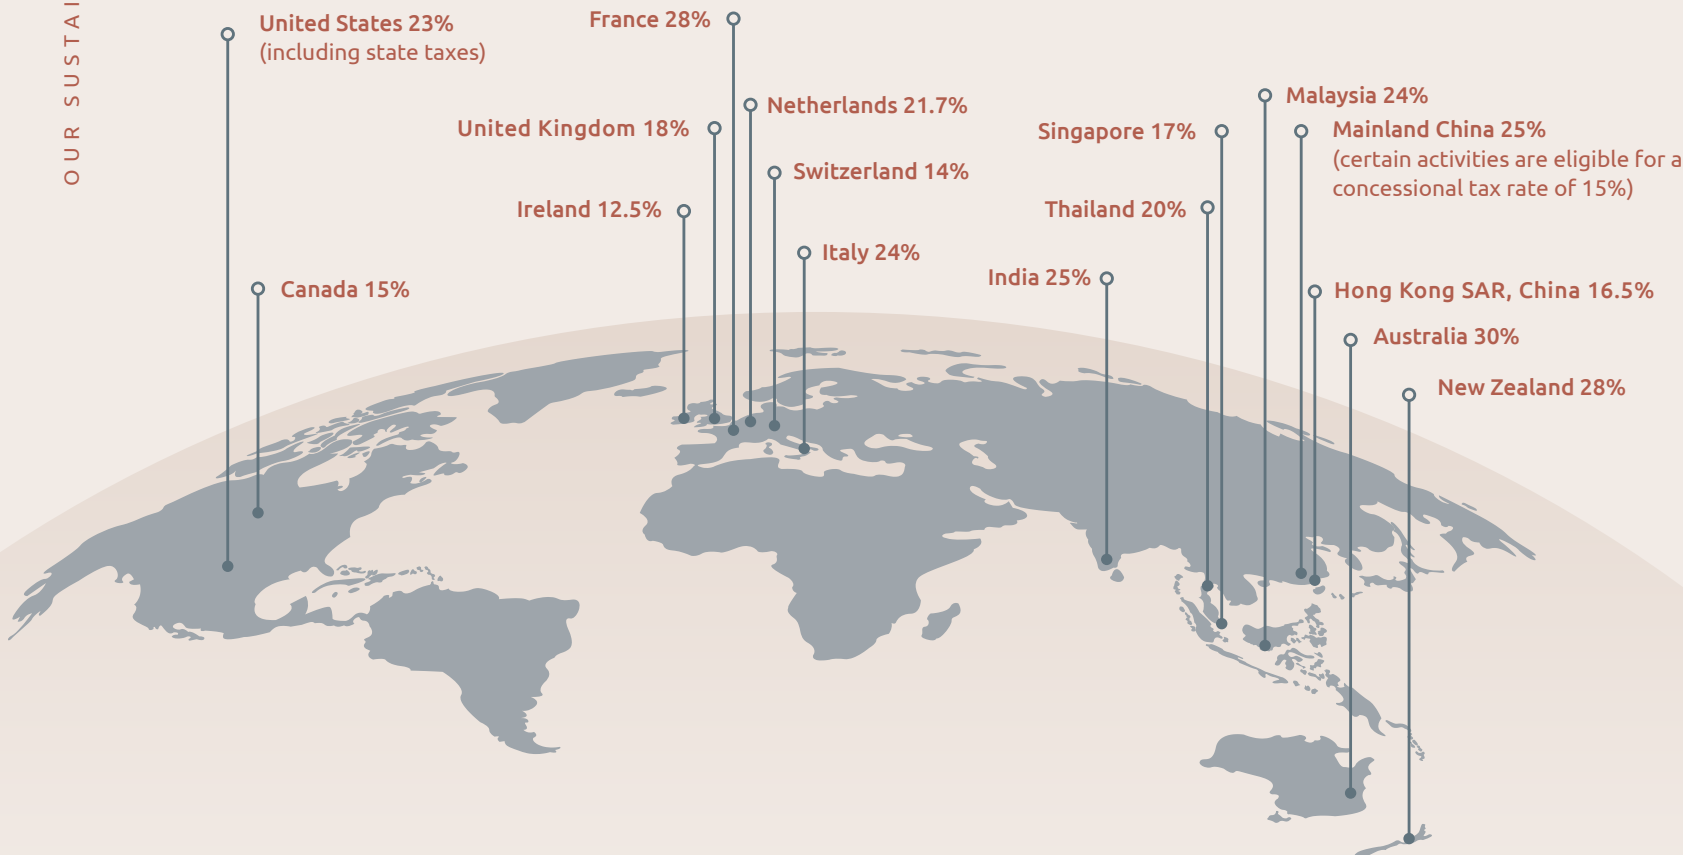 OUR SUSTAI
United States 23%
(including state taxes)
France 28%
Netherlands 21.7%
United Kingdom 18%
Switzerland 14%
Ireland 12.5%
Italy 24%
Canada 15%
Malaysia 24%
Singapore 17%
Mainland China 25%
(certain activities are eligible for a
concessional tax rate of 15%)
Thailand 20%
India 25%
Hong Kong SAR, China 16.5%
Australia 30%
New Zealand 28%